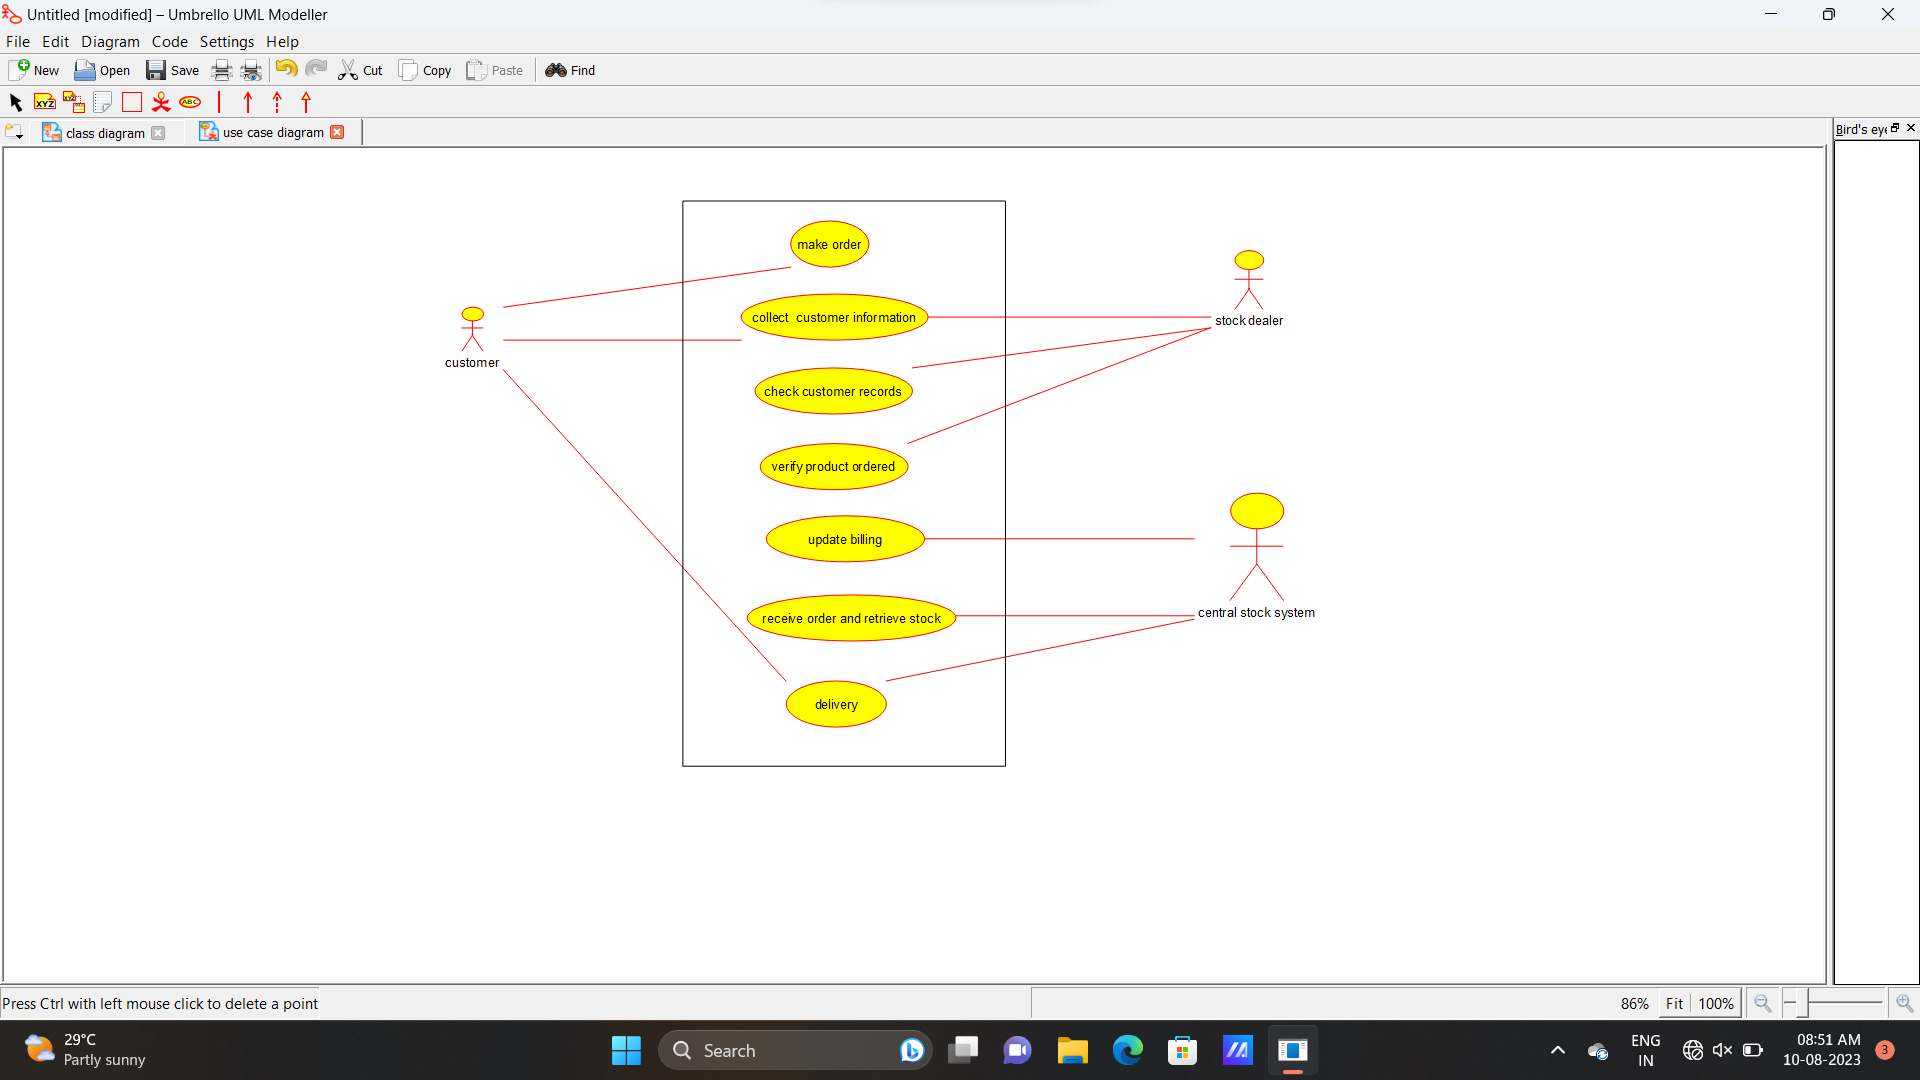 Untitled [modified] – Umbrello UML Modeller
File Edit Diagram Code Settings Help
New Open Save Cut Copy Paste Find
XYZ XYZ ABC
class diagram use case diagram
Bird's eye
make order
collect  customer information
check customer records
verify product ordered
update billing
receive order and retrieve stock
delivery
customer
stock dealer
central stock system
Press Ctrl with left mouse click to delete a point
86% Fit 100%
29°C
Partly sunny
Search
ENG
IN
08:51 AM
10-08-2023
3